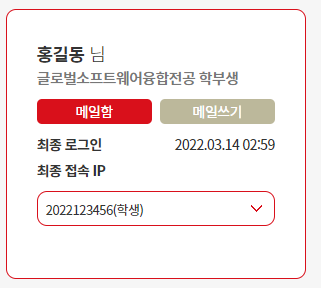 홍길동 님
글로벌소프트웨어융합전공 학부생
메일함 메일쓰기
최종 로그인 2022.03.14 02:59
최종 접속 IP
2022123456(학생)